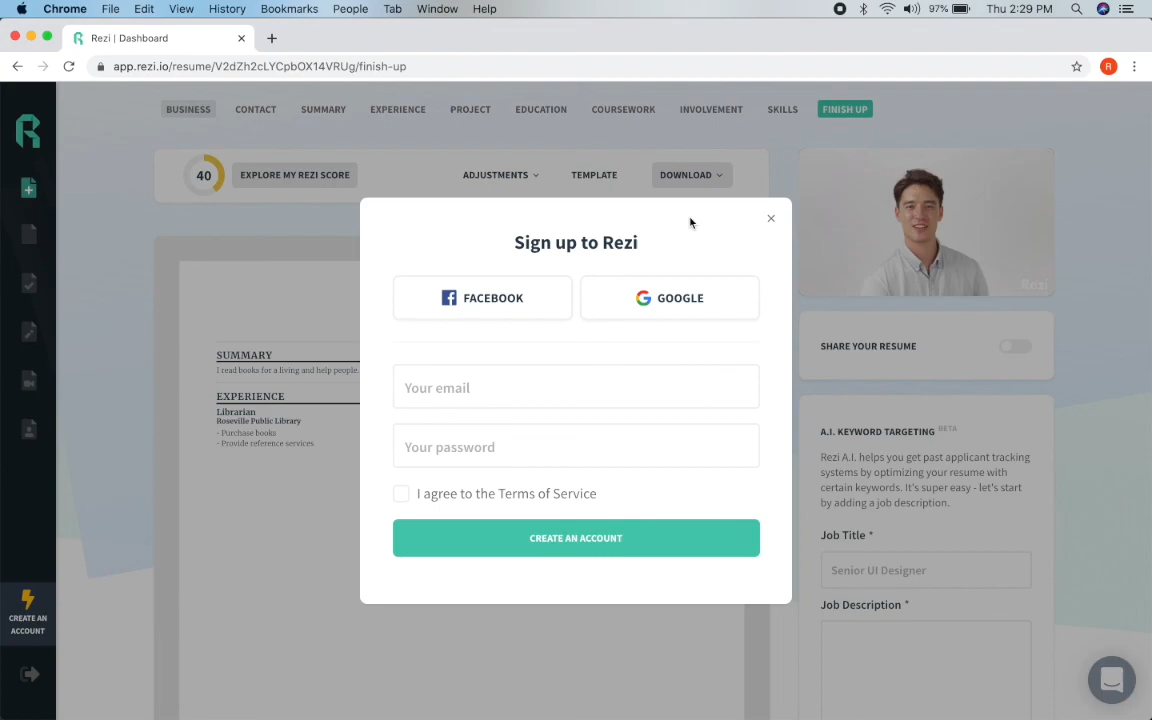 Chrome File Edit View History Bookmarks People Tab Window Help 97% Thu 2:29 PM
Rezi | Dashboard
app.rezi.io/resume/V2dZh2cLYCpbOX14VRUg/finish-up R
BUSINESS CONTACT SUMMARY EXPERIENCE PROJECT EDUCATION COURSEWORK INVOLVEMENT SKILLS FINISH UP
40 EXPLORE MY REZI SCORE ADJUSTMENTS TEMPLATE DOWNLOAD
Sign up to Rezi
FACEBOOK GOOGLE
Your email
Your password
I agree to the Terms of Service
CREATE AN ACCOUNT
SUMMARY
I read books for a living and help people.
EXPERIENCE
Librarian
Roseville Public Library
- Purchase books
- Provide reference services
Rezi
SHARE YOUR RESUME
A.I. KEYWORD TARGETING BETA
Rezi A.I. helps you get past applicant tracking
systems by optimizing your resume with
certain keywords. It's super easy - let's start
by adding a job description.
Job Title *
Senior UI Designer
Job Description *
CREATE AN
ACCOUNT